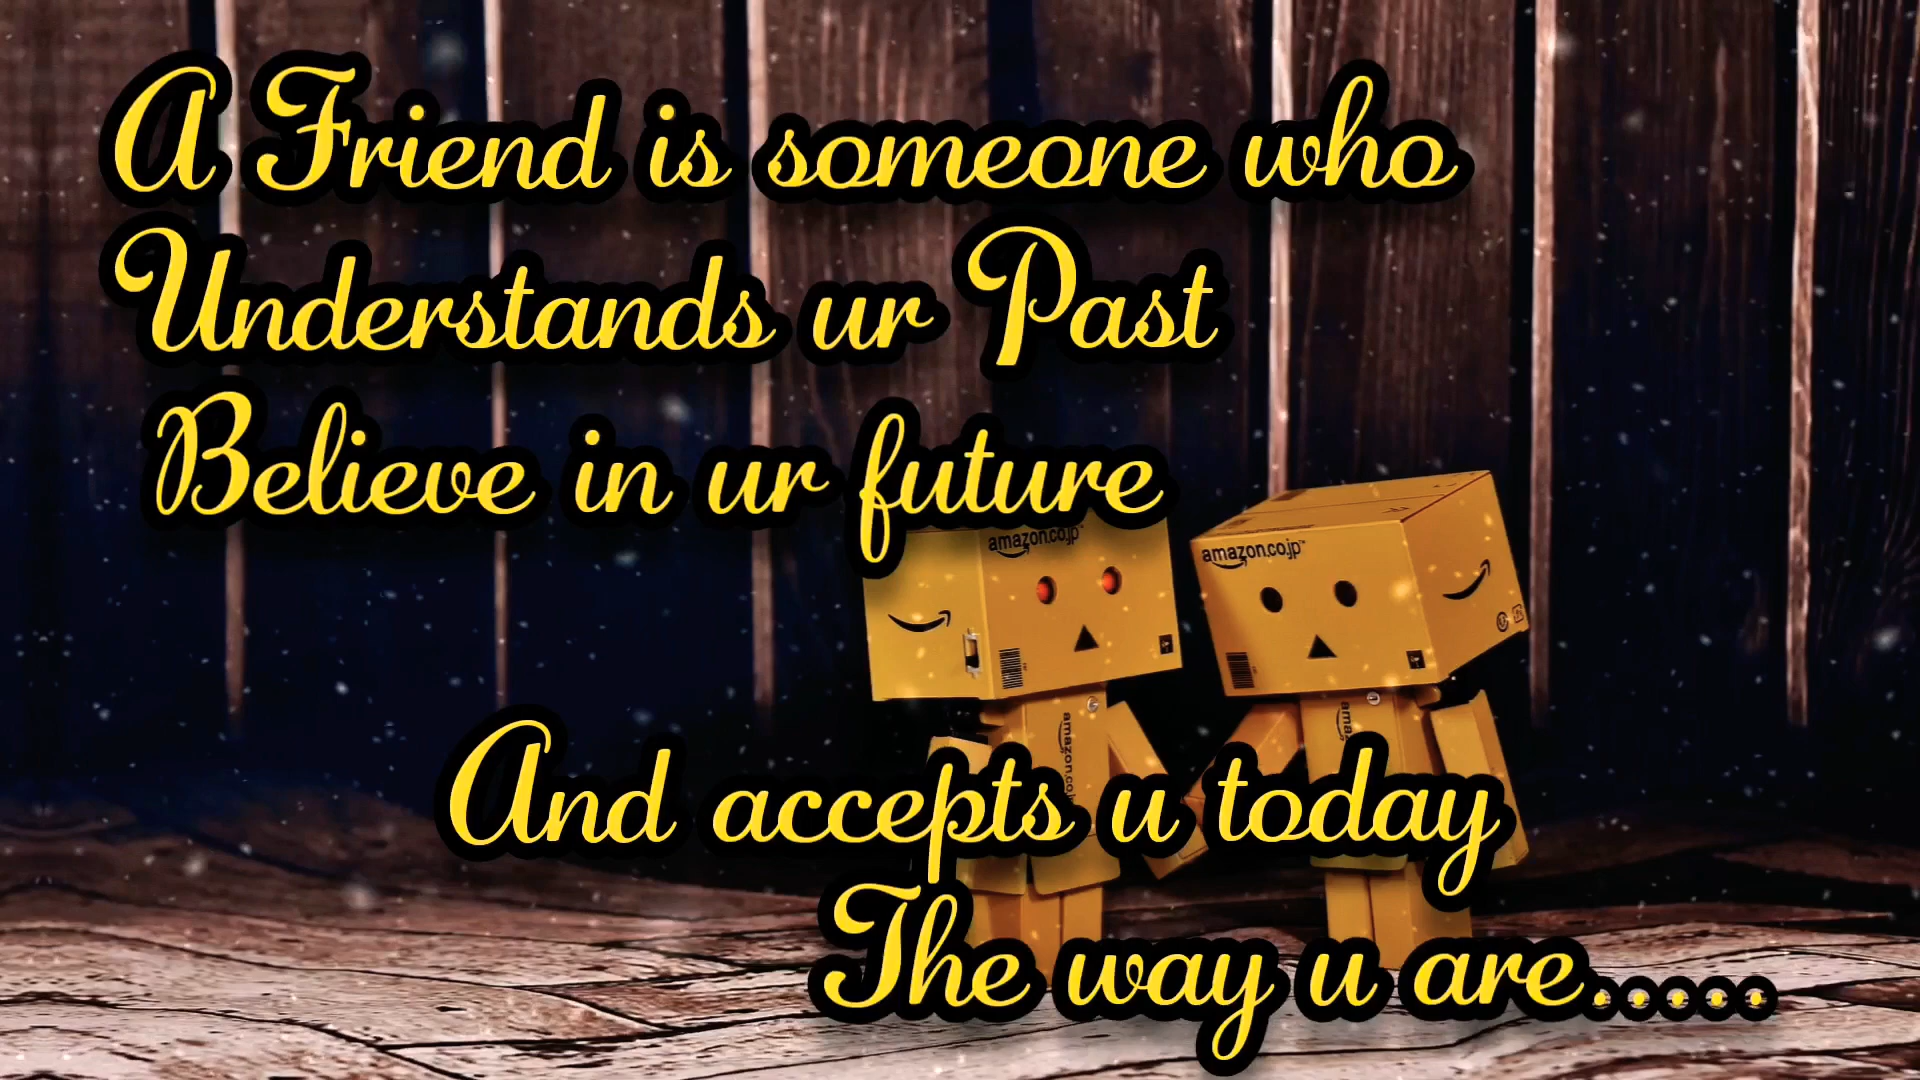 A Friend is someone who
Understands ur Past
Believe in ur future
amazon.co.jp
amazon.co.jp
And accepts u today
The way u are.....